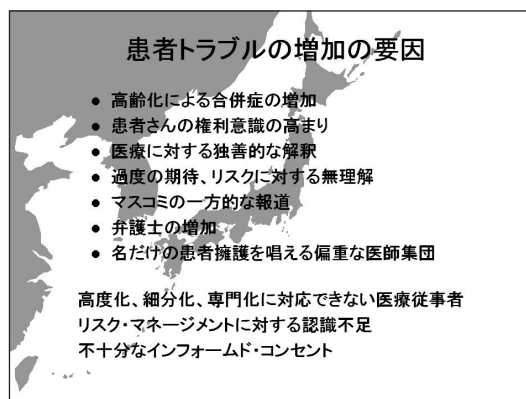 患者トラブルの増加の要因
● 高齢化による合併症の増加
● 患者さんの権利意識の高まり
● 医療に対する独善的な解釈
● 過度の期待、リスクに対する無理解
● マスコミの一方的な報道
● 弁護士の増加
● 名だけの患者擁護を唱える偏重な医師集団
高度化、細分化、専門化に対応できない医療従事者
リスク・マネージメントに対する認識不足
不十分なインフォームド・コンセント